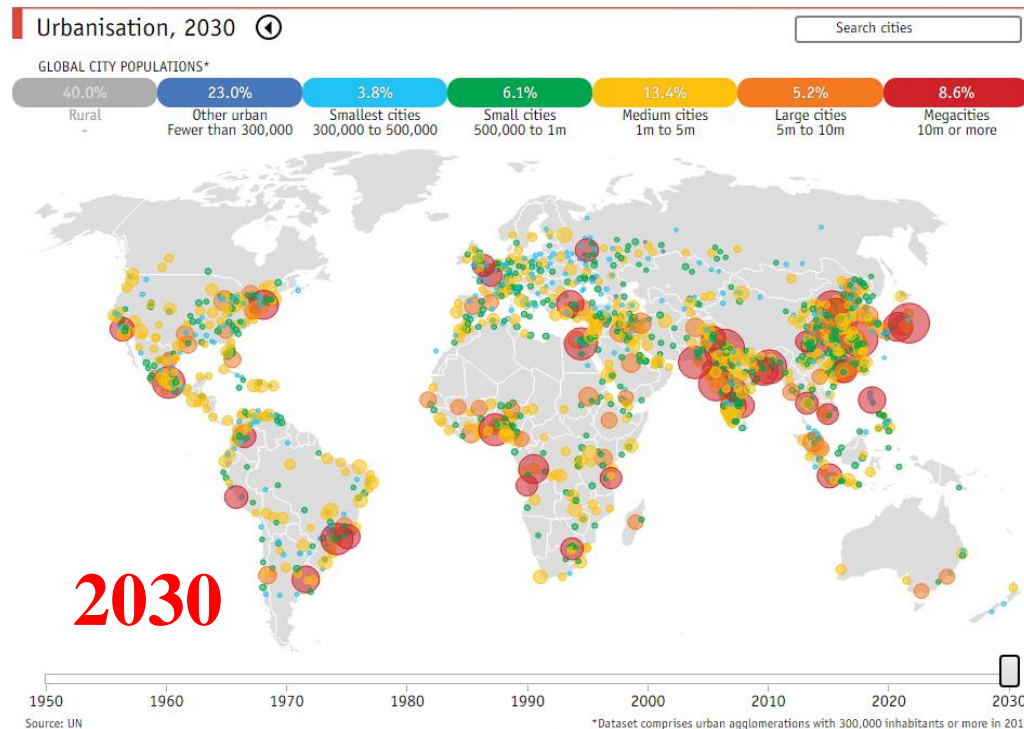 Urbanisation, 2030
Search cities
GLOBAL CITY POPULATIONS*
40.0% 23.0% 3.8% 6.1% 13.4% 5.2% 8.6%
Rural Other urban Smallest cities Small cities Medium cities Large cities Megacities
- Fewer than 300,000 300,000 to 500,000 500,000 to 1m 1m to 5m 5m to 10m 10m or more
2030
1950 1960 1970 1980 1990 2000 2010 2020 2030
Source: UN *Dataset comprises urban agglomerations with 300,000 inhabitants or more in 201